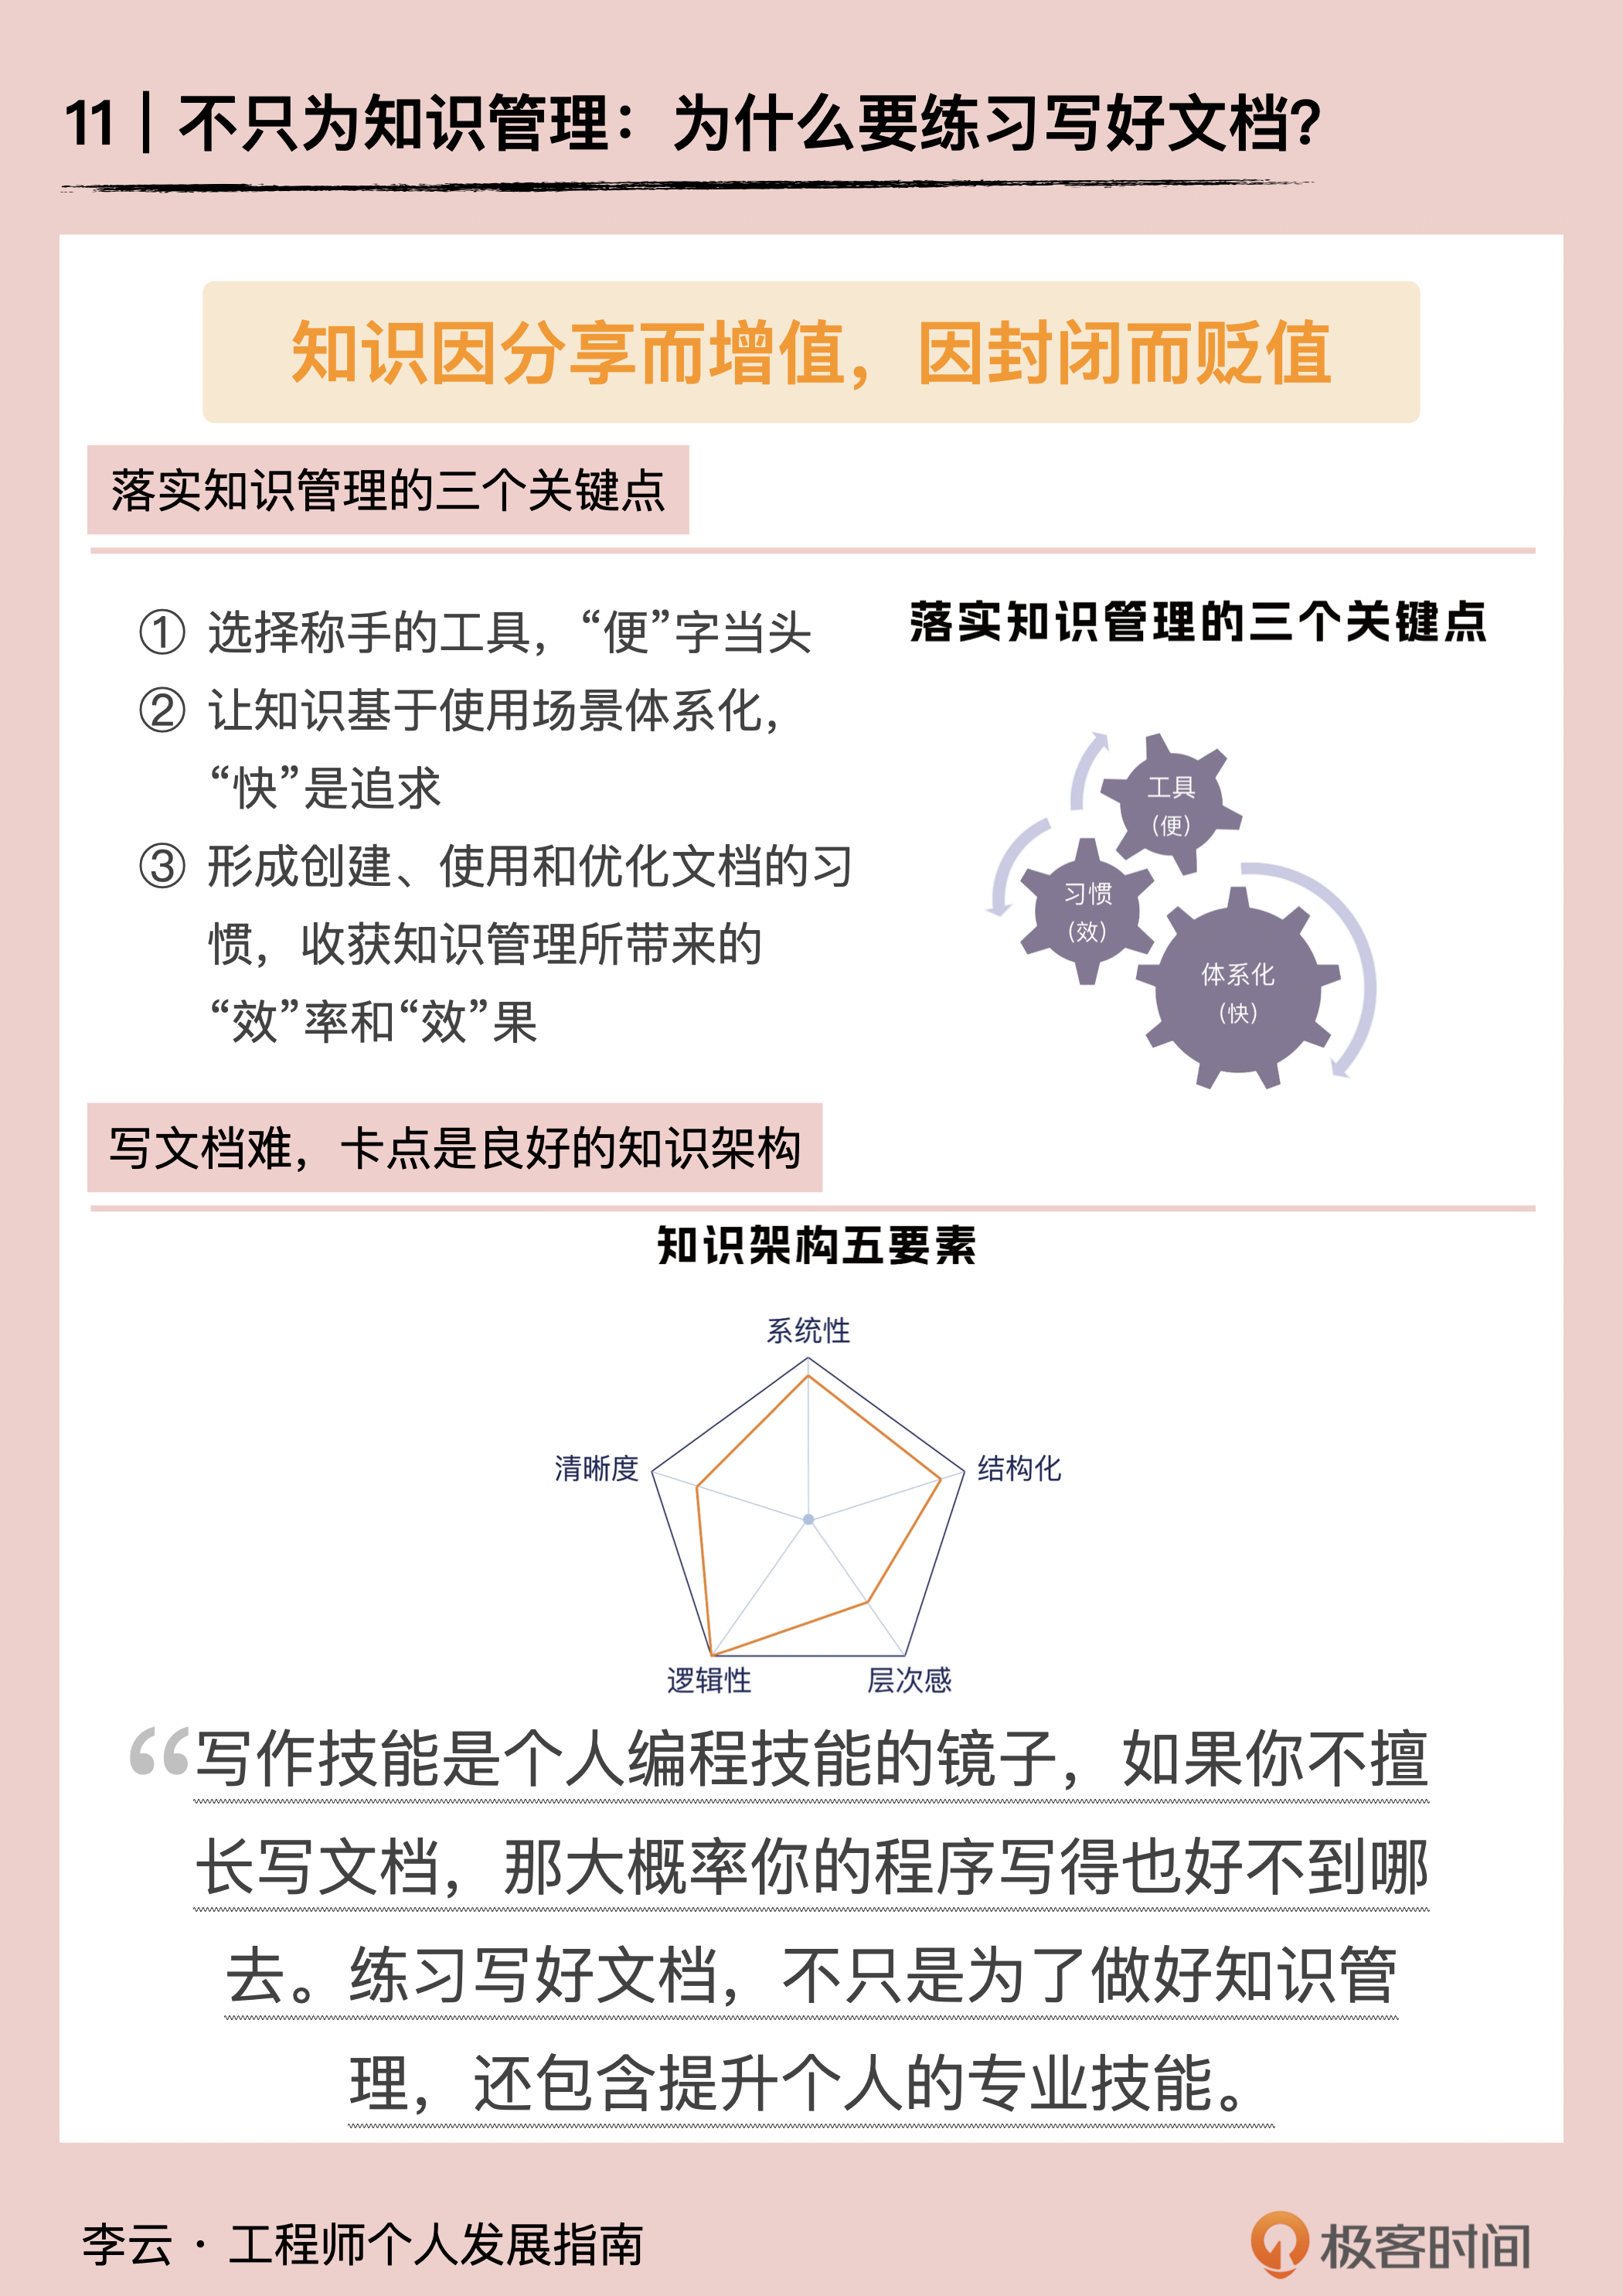 11｜不只为知识管理：为什么要练习写好文档？
知识因分享而增值，因封闭而贬值
落实知识管理的三个关键点
① 选择称手的工具，“便”字当头
② 让知识基于使用场景体系化，
“快”是追求
③ 形成创建、使用和优化文档的习
惯，收获知识管理所带来的
“效”率和“效”果
落实知识管理的三个关键点
工具
（便）
习惯
（效）
体系化
（快）
写文档难，卡点是良好的知识架构
知识架构五要素
系统性
清晰度
结构化
逻辑性
层次感
“写作技能是个人编程技能的镜子，如果你不擅
长写文档，那大概率你的程序写得也好不到哪
去。练习写好文档，不只是为了做好知识管
理，还包含提升个人的专业技能。
李云 · 工程师个人发展指南
极客时间